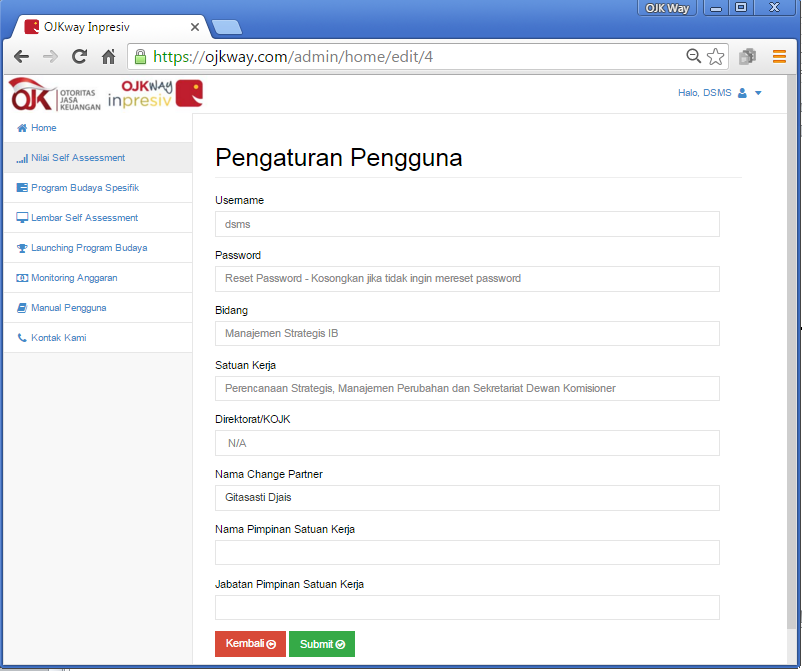 OJK Way
OJKway Inpresiv
https://ojkway.com/admin/home/edit/4
OJK
OTORITAS
JASA
KEUANGAN
OJKWAY
inpresiv
Halo, DSMS
Home
Nilai Self Assessment
Program Budaya Spesifik
Lembar Self Assessment
Launching Program Budaya
Monitoring Anggaran
Manual Pengguna
Kontak Kami
Pengaturan Pengguna
Username
dsms
Password
Reset Password - Kosongkan jika tidak ingin mereset password
Bidang
Manajemen Strategis IB
Satuan Kerja
Perencanaan Strategis, Manajemen Perubahan dan Sekretariat Dewan Komisioner
Direktorat/KOJK
N/A
Nama Change Partner
Gitasasti Djais
Nama Pimpinan Satuan Kerja
Jabatan Pimpinan Satuan Kerja
Kembali
Submit